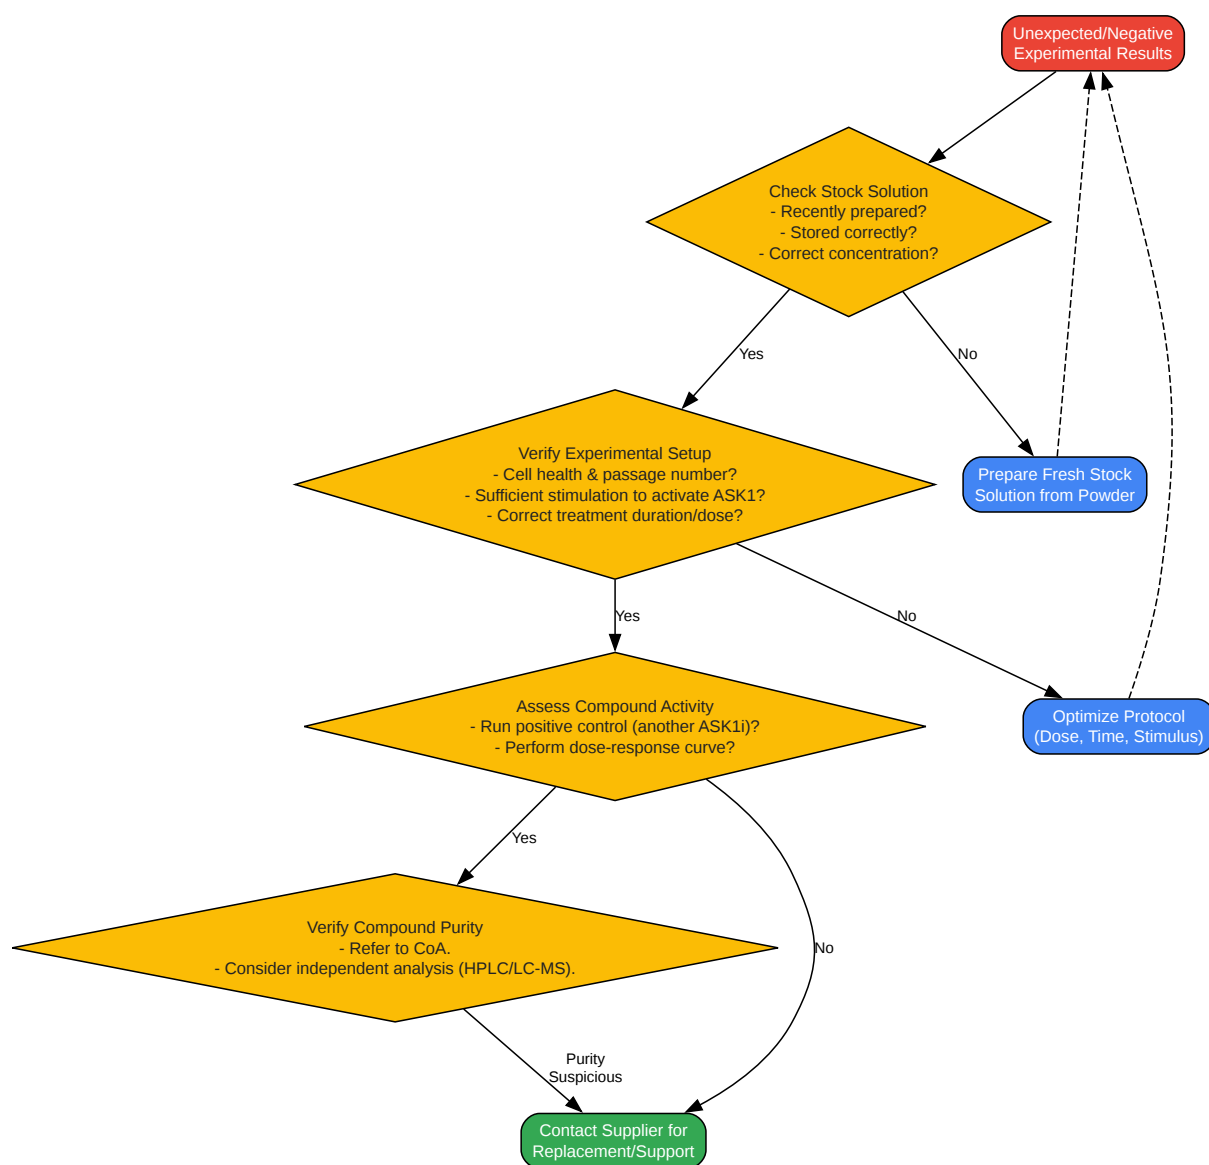 Unexpected/Negative
Experimental Results
Check Stock Solution
- Recently prepared?
- Stored correctly?
- Correct concentration?
Yes
No
Verify Experimental Setup
- Cell health & passage number?
- Sufficient stimulation to activate ASK1?
- Correct treatment duration/dose?
Prepare Fresh Stock
Solution from Powder
Yes
No
Assess Compound Activity
- Run positive control (another ASK1i)?
- Perform dose-response curve?
Optimize Protocol
(Dose, Time, Stimulus)
Yes
No
Verify Compound Purity
- Refer to CoA.
- Consider independent analysis (HPLC/LC-MS).
Purity
Suspicious
Contact Supplier for
Replacement/Support